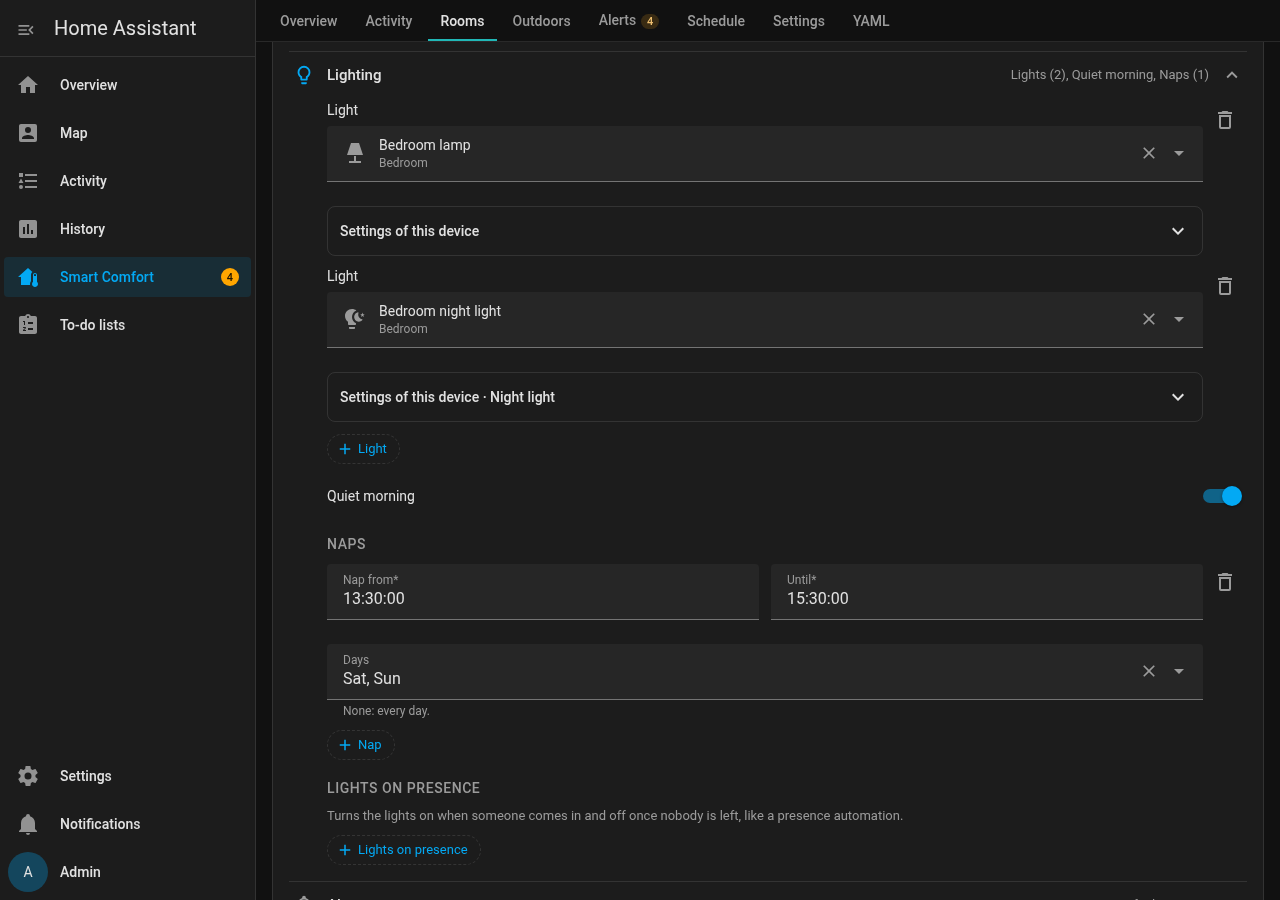 Home Assistant
Overview
Map
Activity
History
Smart Comfort 4
To-do lists
Settings
Notifications
A Admin
Overview Activity Rooms Outdoors Alerts 4 Schedule Settings YAML
Lighting Lights (2), Quiet morning, Naps (1)
Light
Bedroom lamp
Bedroom
Settings of this device
Light
Bedroom night light
Bedroom
Settings of this device · Night light
+ Light
Quiet morning
NAPS
Nap from* Until*
13:30:00 15:30:00
Days
Sat, Sun
None: every day.
+ Nap
LIGHTS ON PRESENCE
Turns the lights on when someone comes in and off once nobody is left, like a presence automation.
+ Lights on presence